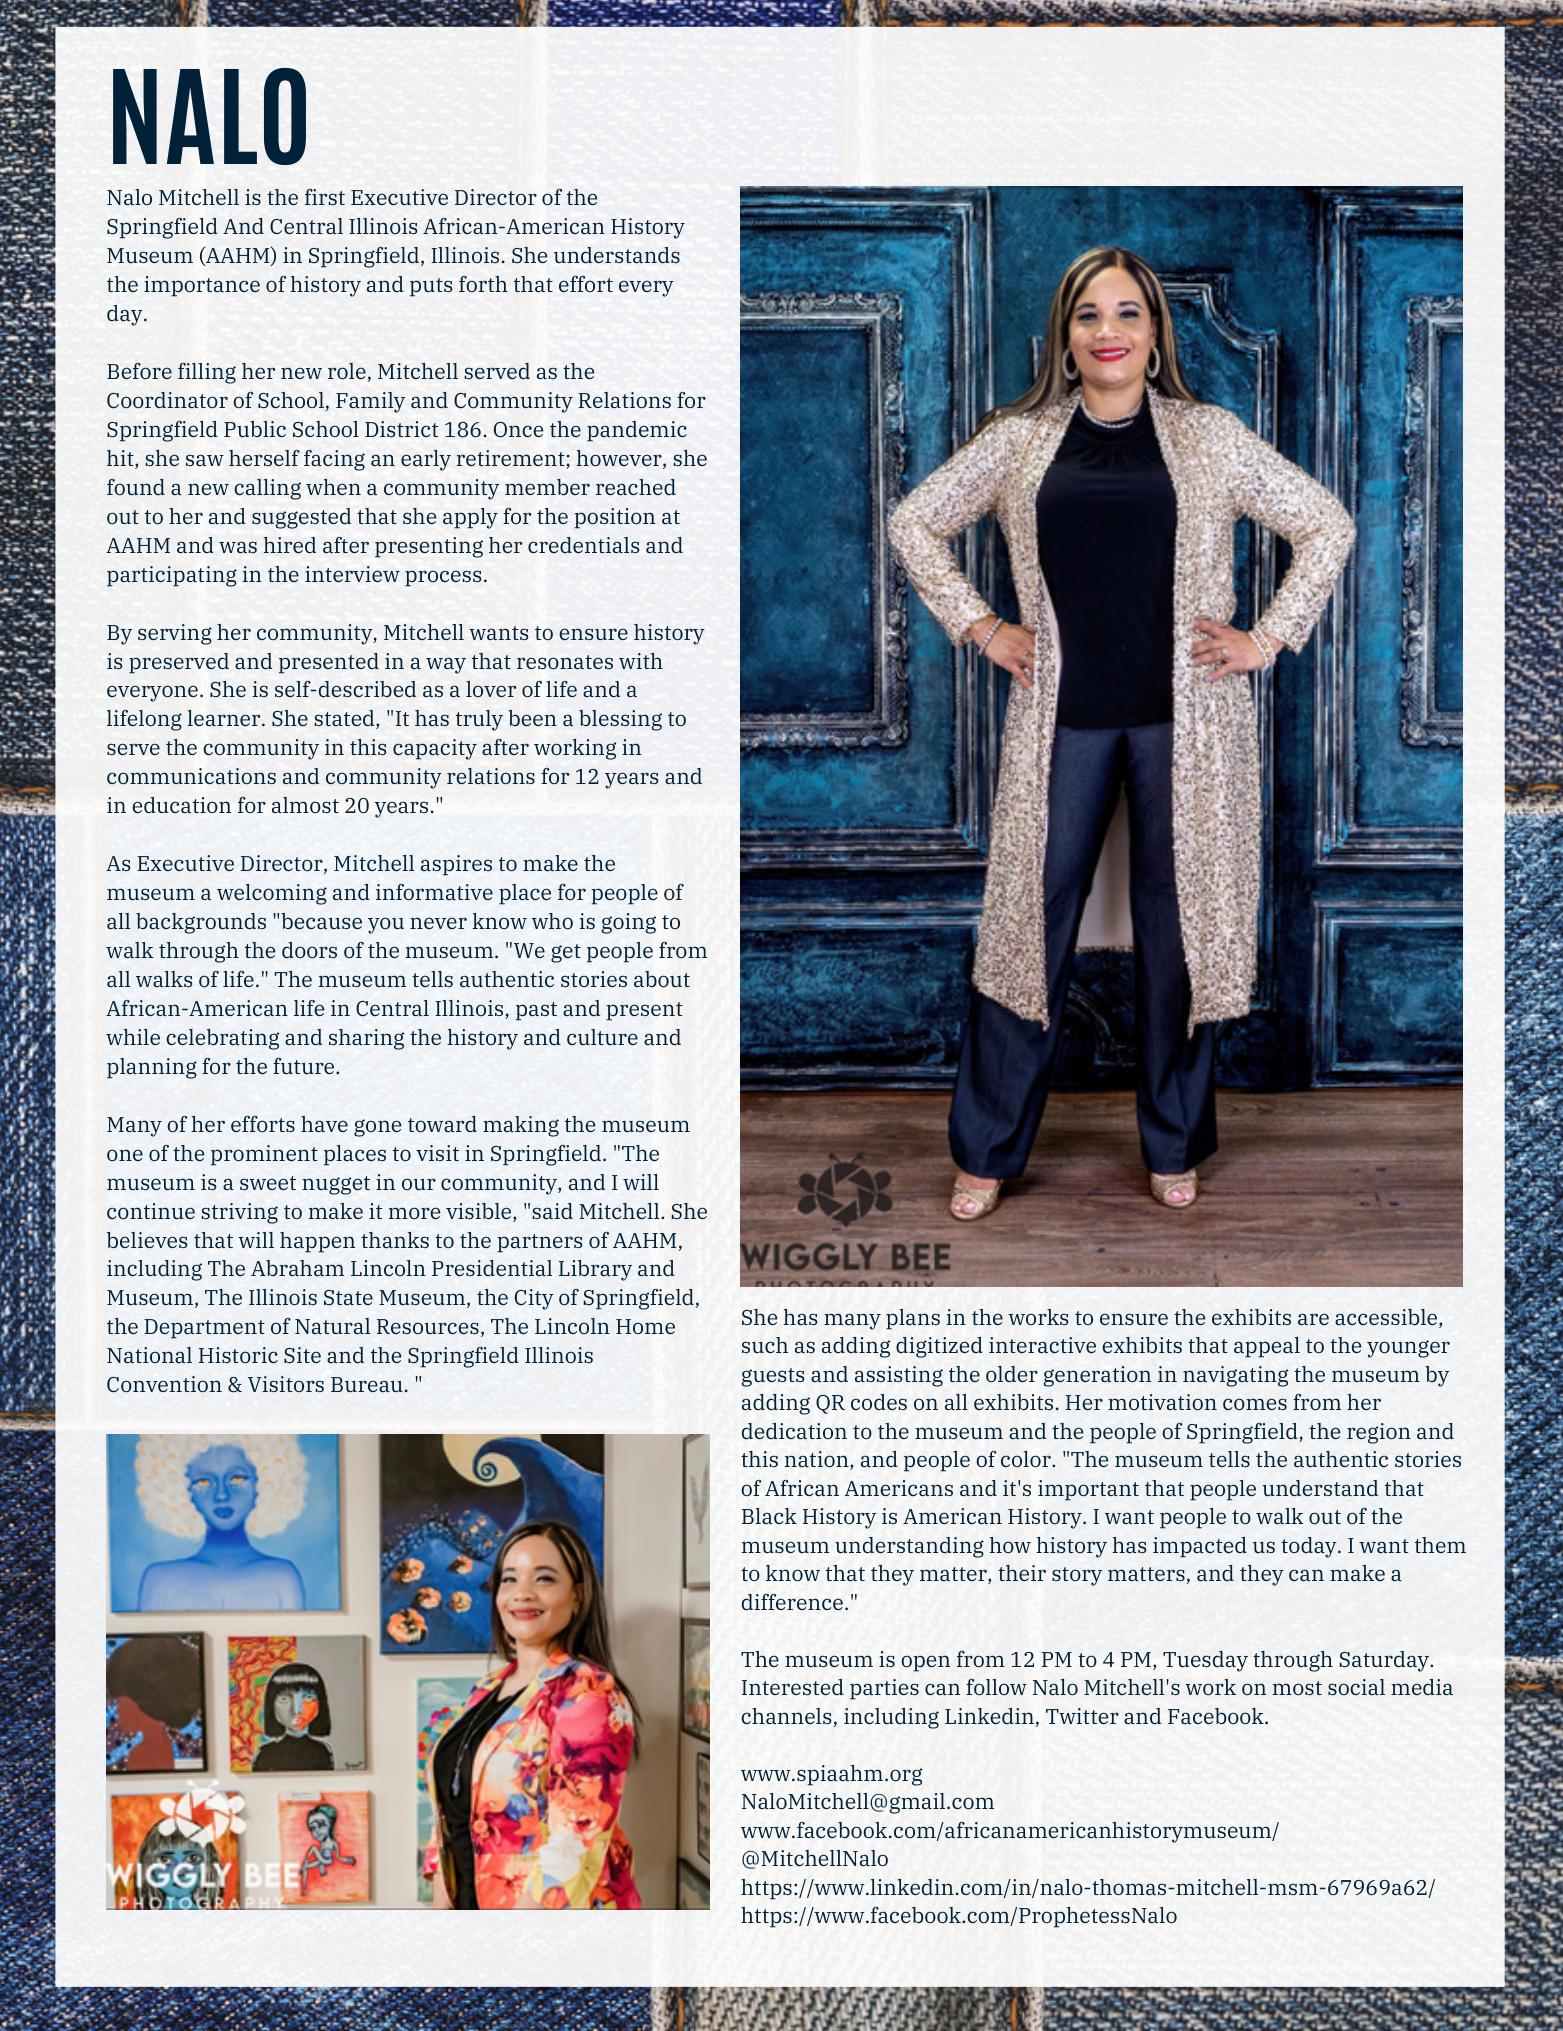 NALO
Nalo Mitchell is the first Executive Director of the
Springfield And Central Illinois African-American History
Museum (AAHM) in Springfield, Illinois. She understands
the importance of history and puts forth that effort every
day.
Before filling her new role, Mitchell served as the
Coordinator of School, Family and Community Relations for
Springfield Public School District 186. Once the pandemic
hit, she saw herself facing an early retirement; however, she
found a new calling when a community member reached
out to her and suggested that she apply for the position at
AAHM and was hired after presenting her credentials and
participating in the interview process.
By serving her community, Mitchell wants to ensure history
is preserved and presented in a way that resonates with
everyone. She is self-described as a lover of life and a
lifelong learner. She stated, "It has truly been a blessing to
serve the community in this capacity after working in
communications and community relations for 12 years and
in education for almost 20 years."
As Executive Director, Mitchell aspires to make the
museum a welcoming and informative place for people of
all backgrounds "because you never know who is going to
walk through the doors of the museum. "We get people from
all walks of life." The museum tells authentic stories about
African-American life in Central Illinois, past and present
while celebrating and sharing the history and culture and
planning for the future.
Many of her efforts have gone toward making the museum
one of the prominent places to visit in Springfield. "The
museum is a sweet nugget in our community, and I will
continue striving to make it more visible, "said Mitchell. She
believes that will happen thanks to the partners of AAHM,
including The Abraham Lincoln Presidential Library and
Museum, The Illinois State Museum, the City of Springfield,
the Department of Natural Resources, The Lincoln Home
National Historic Site and the Springfield Illinois
Convention & Visitors Bureau. "
WIGGLY BEE
PHOTOGRAPHY
WIGGLY BEE
PHOTOGRAPHY
She has many plans in the works to ensure the exhibits are accessible,
such as adding digitized interactive exhibits that appeal to the younger
guests and assisting the older generation in navigating the museum by
adding QR codes on all exhibits. Her motivation comes from her
dedication to the museum and the people of Springfield, the region and
this nation, and people of color. "The museum tells the authentic stories
of African Americans and it's important that people understand that
Black History is American History. I want people to walk out of the
museum understanding how history has impacted us today. I want them
to know that they matter, their story matters, and they can make a
difference."
The museum is open from 12 PM to 4 PM, Tuesday through Saturday.
Interested parties can follow Nalo Mitchell's work on most social media
channels, including Linkedin, Twitter and Facebook.
www.spiaahm.org
NaloMitchell@gmail.com
www.facebook.com/africanamericanhistorymuseum/
@MitchellNalo
https://www.linkedin.com/in/nalo-thomas-mitchell-msm-67969a62/
https://www.facebook.com/ProphetessNalo